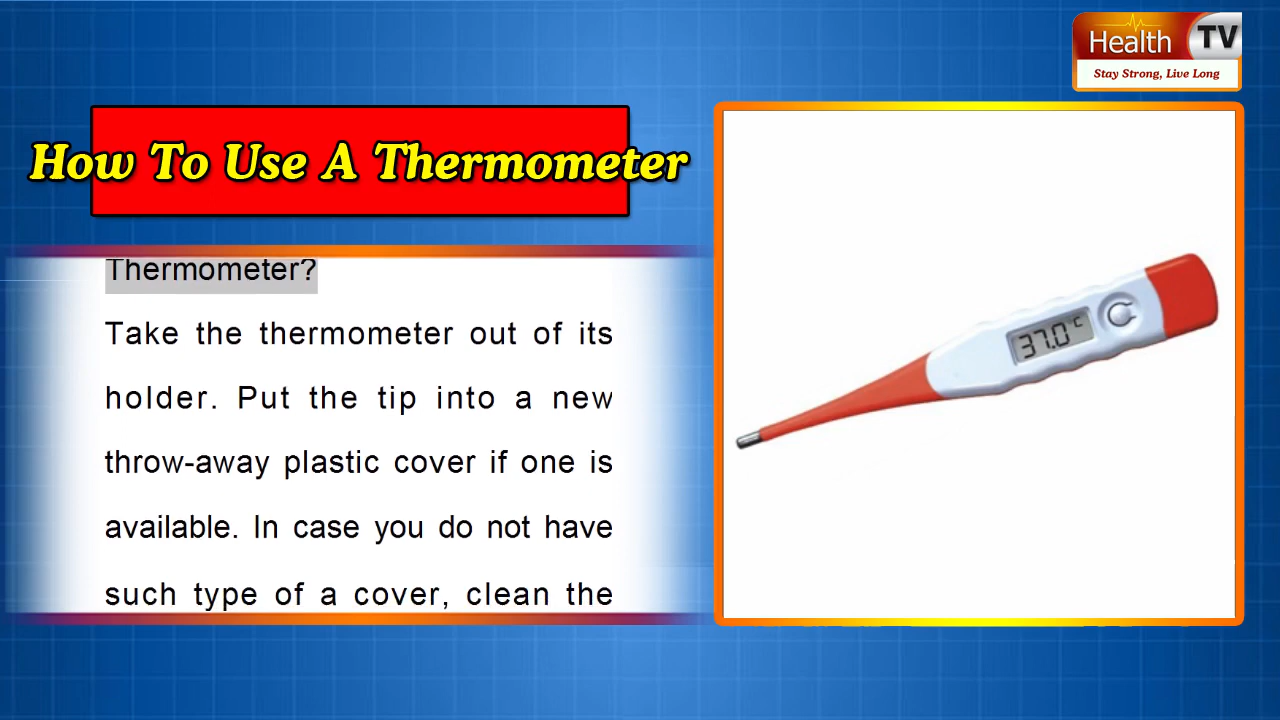 Health TV
Stay Strong, Live Long
How To Use A Thermometer
Thermometer?
Take the thermometer out of its
holder. Put the tip into a new
throw-away plastic cover if one is
available. In case you do not have
such type of a cover, clean the
37.0°C